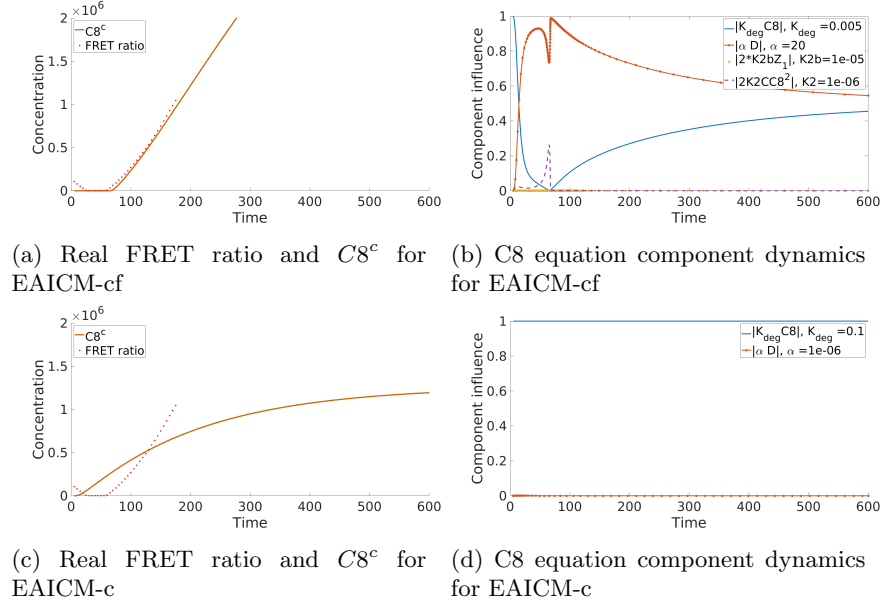 2 ×10^6
C8^c
FRET ratio
1.5
1
0.5
0
Concentration
0 100 200 300 400 500 600
Time
1
|K_deg C8|, K_deg =0.005
|α D|, α =20
|2*K2bZ_1|, K2b=1e-05
|2K2CC8^2|, K2=1e-06
0.8
0.6
0.4
0.2
0
Component influence
0 100 200 300 400 500 600
Time
(a) Real FRET ratio and C8^c for
EAICM-cf
(b) C8 equation component dynamics
for EAICM-cf
2 ×10^6
C8^c
FRET ratio
1.5
1
0.5
0
Concentration
0 100 200 300 400 500 600
Time
1
|K_deg C8|, K_deg =0.1
|α D|, α =1e-06
0.8
0.6
0.4
0.2
0
Component influence
0 100 200 300 400 500 600
Time
(c) Real FRET ratio and C8^c for
EAICM-c
(d) C8 equation component dynamics
for EAICM-c